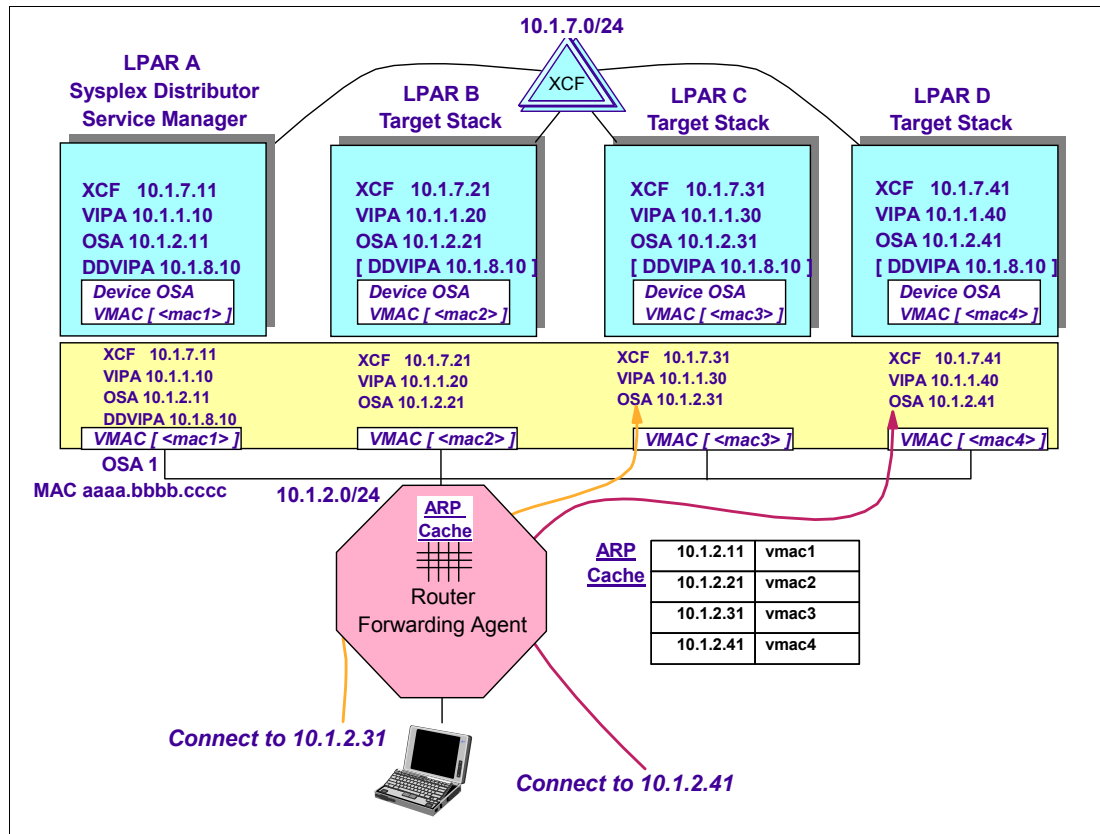 10.1.7.0/24
XCF
LPAR A
Sysplex Distributor
Service Manager
LPAR B
Target Stack
LPAR C
Target Stack
LPAR D
Target Stack
XCF 10.1.7.11
VIPA 10.1.1.10
OSA 10.1.2.11
DDVIPA 10.1.8.10
Device OSA
VMAC [ <mac1> ]
XCF 10.1.7.21
VIPA 10.1.1.20
OSA 10.1.2.21
[ DDVIPA 10.1.8.10 ]
Device OSA
VMAC [ <mac2> ]
XCF 10.1.7.31
VIPA 10.1.1.30
OSA 10.1.2.31
[ DDVIPA 10.1.8.10 ]
Device OSA
VMAC [ <mac3> ]
XCF 10.1.7.41
VIPA 10.1.1.40
OSA 10.1.2.41
[ DDVIPA 10.1.8.10 ]
Device OSA
VMAC [ <mac4> ]
XCF 10.1.7.11
VIPA 10.1.1.10
OSA 10.1.2.11
DDVIPA 10.1.8.10
VMAC [ <mac1> ]
XCF 10.1.7.21
VIPA 10.1.1.20
OSA 10.1.2.21
VMAC [ <mac2> ]
XCF 10.1.7.31
VIPA 10.1.1.30
OSA 10.1.2.31
VMAC [ <mac3> ]
XCF 10.1.7.41
VIPA 10.1.1.40
OSA 10.1.2.41
VMAC [ <mac4> ]
OSA 1
MAC aaaa.bbbb.cccc
10.1.2.0/24
ARP
Cache
Router
Forwarding Agent
ARP
Cache
10.1.2.11 vmac1
10.1.2.21 vmac2
10.1.2.31 vmac3
10.1.2.41 vmac4
Connect to 10.1.2.31
Connect to 10.1.2.41